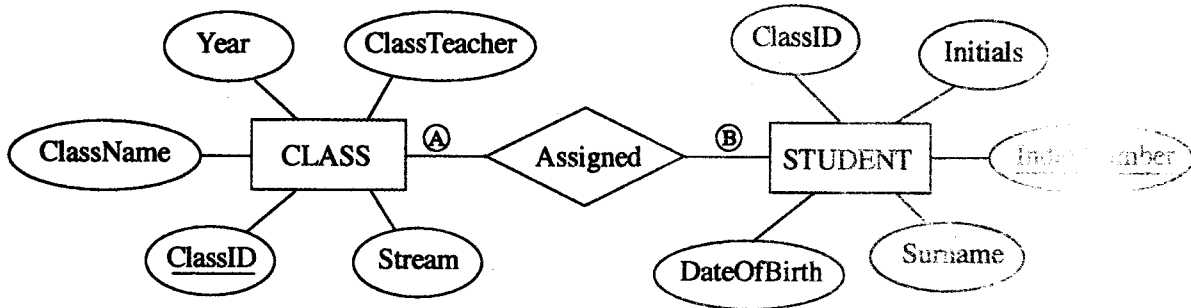 Year
ClassTeacher
ClassName
CLASS
ClassID
Stream
A
Assigned
B
ClassID
Initials
STUDENT
Surname
DateOfBirth